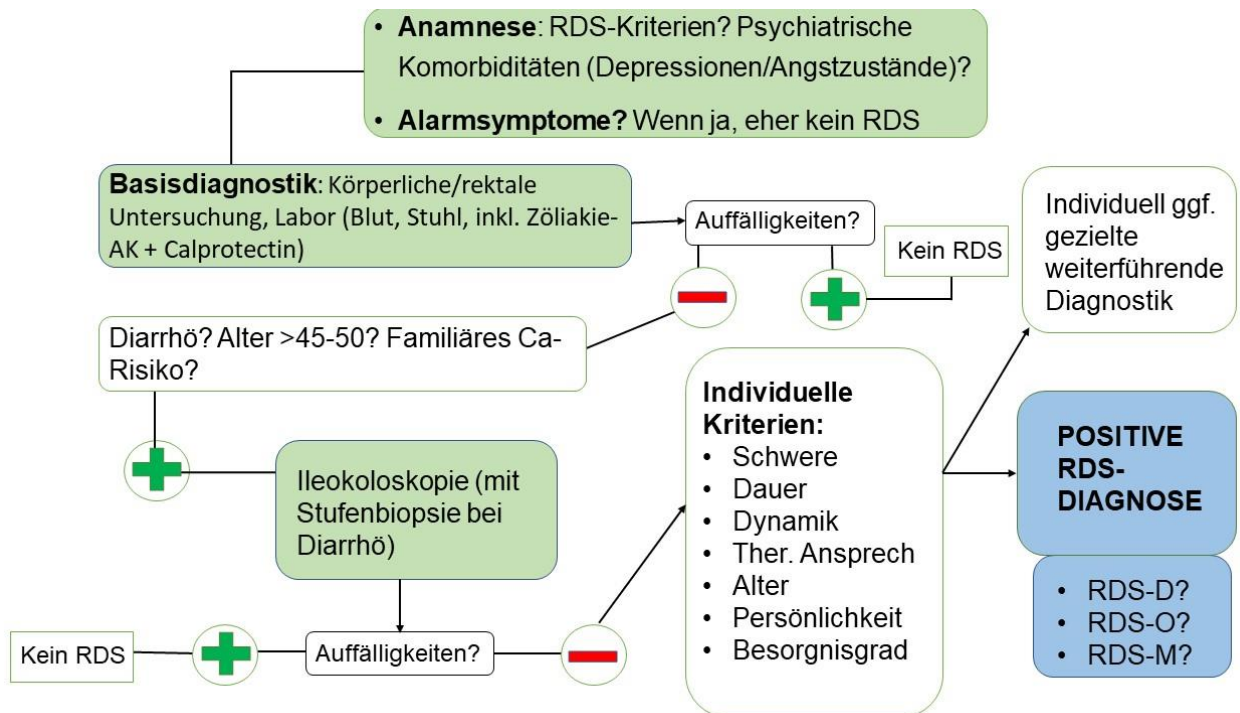 • Anamnese: RDS-Kriterien? Psychiatrische
Komorbiditäten (Depressionen/Angstzustände)?
• Alarmsymptome? Wenn ja, eher kein RDS
Basisdiagnostik: Körperliche/rektale
Untersuchung, Labor (Blut, Stuhl, inkl. Zöliakie-
AK + Calprotectin)
Auffälligkeiten?
Kein RDS
Individuell ggf.
gezielte
weiterführende
Diagnostik
Diarrhö? Alter >45-50? Familiäres Ca-
Risiko?
Ileokoloskopie (mit
Stufenbiopsie bei
Diarrhö)
Kein RDS
Auffälligkeiten?
Individuelle
Kriterien:
• Schwere
• Dauer
• Dynamik
• Ther. Ansprech
• Alter
• Persönlichkeit
• Besorgnisgrad
POSITIVE
RDS-
DIAGNOSE
• RDS-D?
• RDS-O?
• RDS-M?